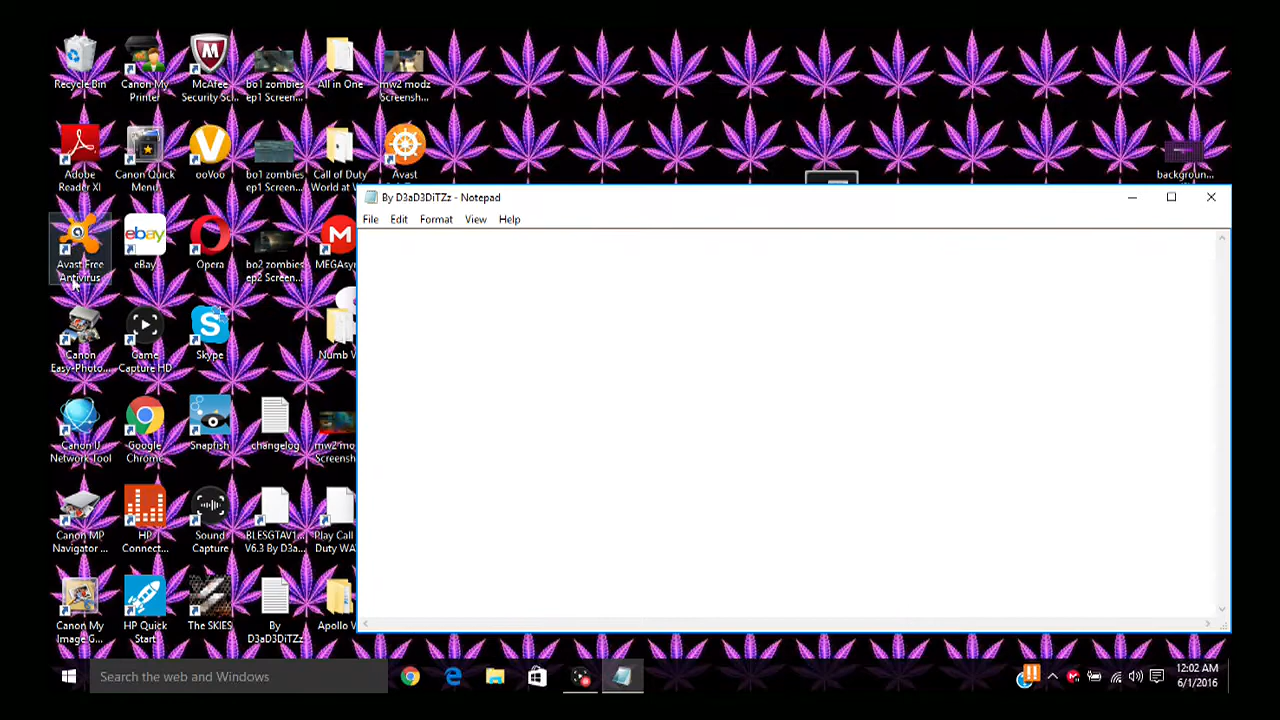 Recycle Bin
Canon My
Printer
McAfee
Security Sc...
bo1 zombies
ep1 Screen...
All in One
mw2 modz
Screensh...
Adobe
Reader XI
Canon Quick
Menu
ooVoo
bo1 zombies
ep1 Screen...
Call of Duty
World at W
Avast
backgroun...
By D3aD3DiTZz - Notepad
File Edit Format View Help
Avast Free
Antivirus
ebay
eBay
Opera
bo2 zombies
ep2 Screen...
MEGAsyn
Canon
Easy-Photo...
Game
Capture HD
Skype
Numb V
Canon IJ
Network Tool
Google
Chrome
Snapfish
changelog
mw2 mo
Screensh
Canon MP
Navigator ...
HP
Connect...
Sound
Capture
BLESGTAV1...
V6.3 By D3a...
Play Call
Duty WA
Canon My
Image G...
HP Quick
Start
The SKIES
By
D3aD3DiTZz
Apollo V
Search the web and Windows
12:02 AM
6/1/2016